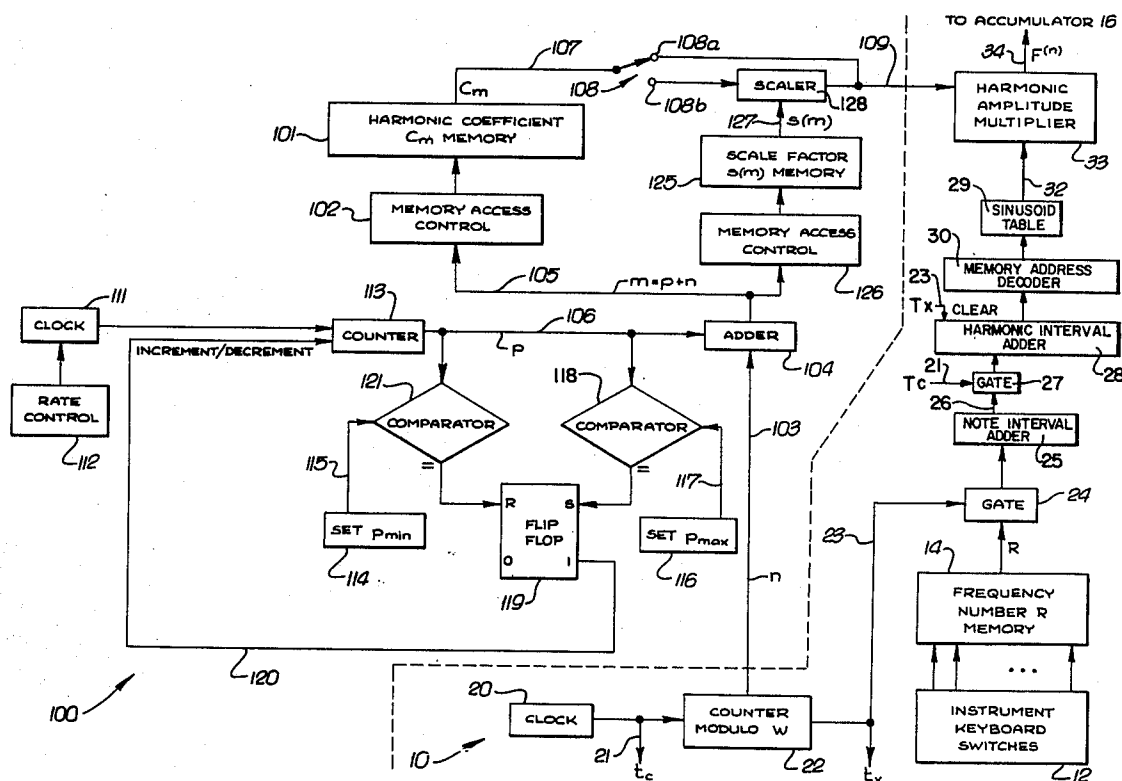 TO ACCUMULATOR 16
34
F(n)
107
108a
108
108b
109
Cm
SCALER
128
HARMONIC
AMPLITUDE
MULTIPLIER
33
101
HARMONIC COEFFICIENT
Cm MEMORY
127
s(m)
125
SCALE FACTOR
s(m) MEMORY
32
29
SINUSOID
TABLE
102
MEMORY ACCESS
CONTROL
MEMORY ACCESS
CONTROL
126
30
MEMORY ADDRESS
DECODER
23
Tx
CLEAR
HARMONIC INTERVAL
ADDER
28
105
m=p+n
111
CLOCK
113
COUNTER
106
P
ADDER
104
INCREMENT/DECREMENT
21
Tc
GATE
27
26
NOTE INTERVAL
ADDER
25
RATE
CONTROL
112
121
COMPARATOR
=
118
COMPARATOR
=
103
115
117
SET Pmin
114
R
S
FLIP
FLOP
0
1
119
SET Pmax
116
GATE
24
23
R
14
FREQUENCY
NUMBER R
MEMORY
n
120
100
...
20
CLOCK
21
tc
10
COUNTER
MODULO W
22
tx
INSTRUMENT
KEYBOARD
SWITCHES
12